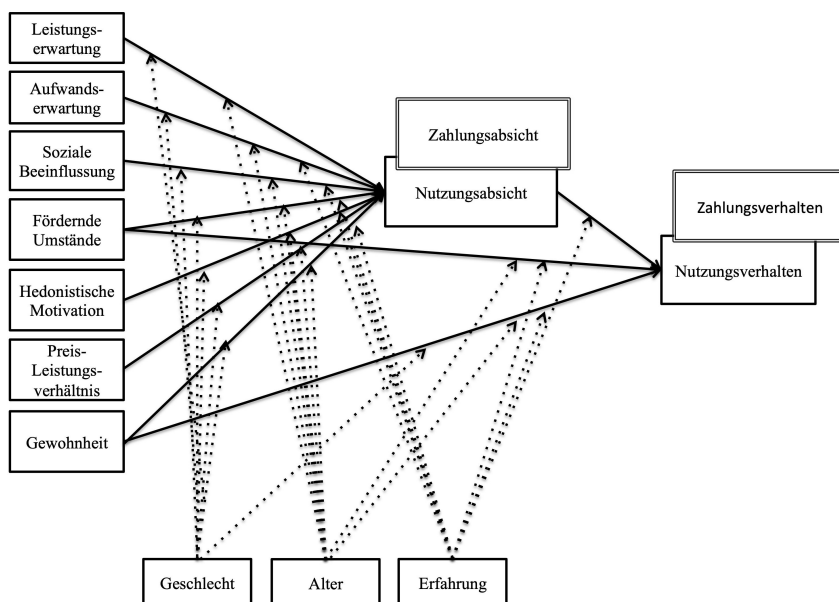 Leistungs-
erwartung
Aufwands-
erwartung
Soziale
Beeinflussung
Fördernde
Umstände
Hedonistische
Motivation
Preis-
Leistungs-
verhältnis
Gewohnheit
Zahlungsabsicht
Nutzungsabsicht
Zahlungsverhalten
Nutzungsverhalten
Geschlecht
Alter
Erfahrung